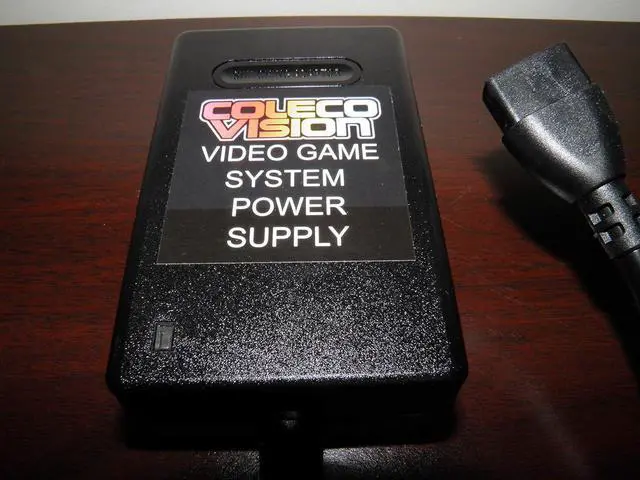 COLECO
VISION
VIDEO GAME
SYSTEM
POWER
SUPPLY